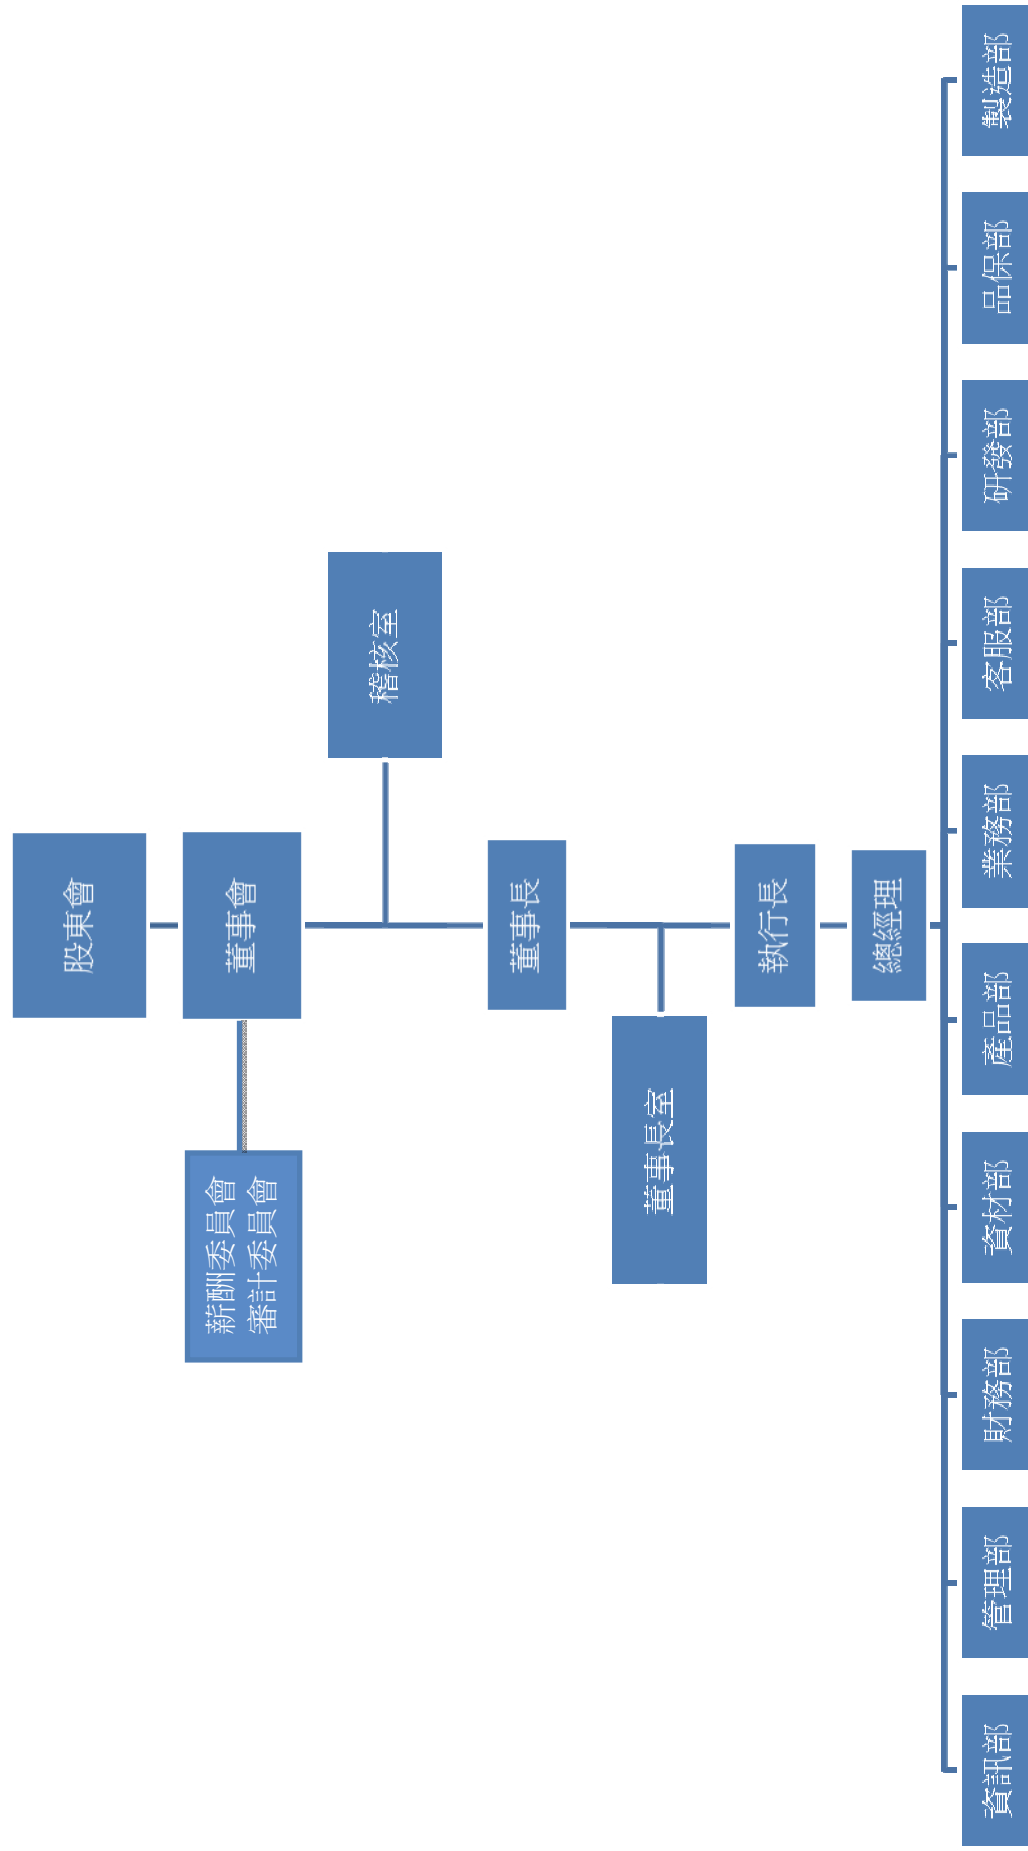 股東會
董事會
薪酬委員會
審計委員會
稽核室
董事長
董事長室
執行長
總經理
資訊部
管理部
財務部
資材部
產品部
業務部
客服部
研發部
品保部
製造部